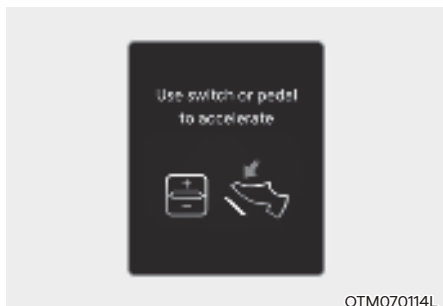 Use switch or pedal
to accelerate
+
-
OTM070114L